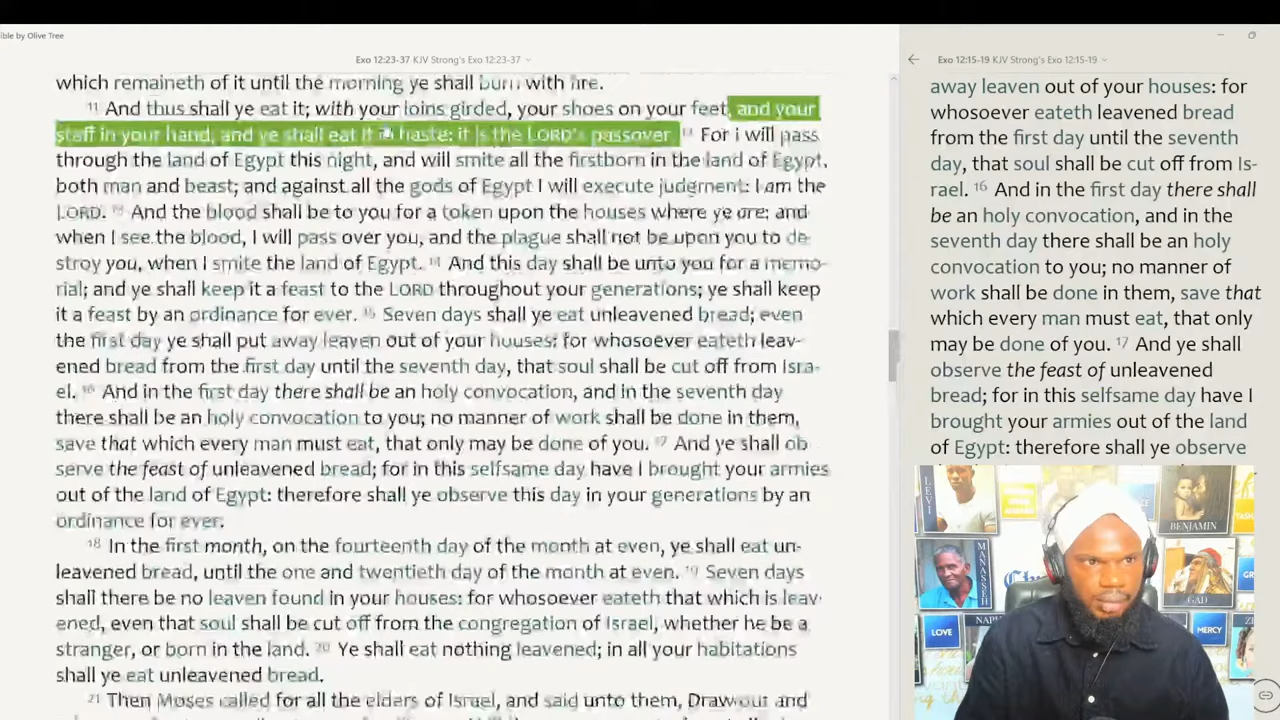 ible by Olive Tree
Exo 12:23-37 KJV Strong's Exo 12:23-37
which remaineth of it until the morning ye shall burn with fire.
11 And thus shall ye eat it; with your loins girded, your shoes on your feet, and your
staff in your hand, and ye shall eat it in haste: it is the LORD's passover
For i will pass
through the land of Egypt this night, and will smite all the firstborn in the land of Egypt,
both man and beast; and against all the gods of Egypt I will execute judgment: I am the
LORD. 13 And the blood shall be to you for a token upon the houses where ye are: and
when I see the blood, I will pass over you, and the plague shall not be upon you to de-
stroy you, when I smite the land of Egypt. 14 And this day shall be unto you for a memo-
rial; and ye shall keep it a feast to the LORD throughout your generations; ye shall keep
it a feast by an ordinance for ever. 15 Seven days shall ye eat unleavened bread; even
the first day ye shall put away leaven out of your houses: for whosoever eateth leav-
ened bread from the first day until the seventh day, that soul shall be cut off from Isra-
el. 16 And in the first day there shall be an holy convocation, and in the seventh day
there shall be an holy convocation to you; no manner of work shall be done in them,
save that which every man must eat, that only may be done of you. 17 And ye shall ob
serve the feast of unleavened bread; for in this selfsame day have I brought your armies
out of the land of Egypt: therefore shall ye observe this day in your generations by an
ordinance for ever.
18 In the first month, on the fourteenth day of the month at even, ye shall eat un-
leavened bread, until the one and twentieth day of the month at even. 19 Seven days
shall there be no leaven found in your houses: for whosoever eateth that which is leav-
ened, even that soul shall be cut off from the congregation of Israel, whether he be a
stranger, or born in the land. 20 Ye shall eat nothing leavened; in all your habitations
shall ye eat unleavened bread.
21 Then Moses called for all the elders of Israel, and said unto them, Draw out and
Exo 12:15-19 KJV Strong's Exo 12:15-19
away leaven out of your houses: for
whosoever eateth leavened bread
from the first day until the seventh
day, that soul shall be cut off from Is-
rael. 16 And in the first day there shall
be an holy convocation, and in the
seventh day there shall be an holy
convocation to you; no manner of
work shall be done in them, save that
which every man must eat, that only
may be done of you. 17 And ye shall
observe the feast of unleavened
bread; for in this selfsame day have I
brought your armies out of the land
of Egypt: therefore shall ye observe
LEVI
BENJAMIN
MANASSEH
GAD
LOVE
NAPH
MERCY